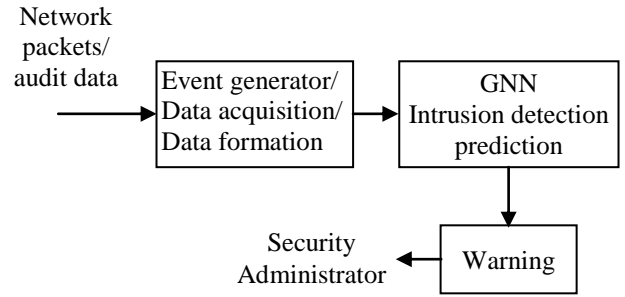 Network
packets/
audit data
Event generator/
Data acquisition/
Data formation
GNN
Intrusion detection
prediction
Security
Administrator
Warning